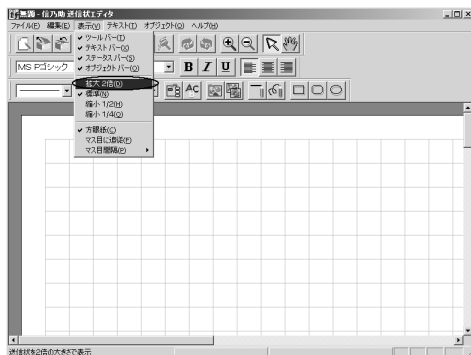 無題 - 信乃助 送信状エディタ
ファイル(F) 編集(E) 表示(V) テキスト(T) オブジェクト(O) ヘルプ(H)
ツールバー(T)
テキストバー(X)
ステータスバー(S)
オブジェクトバー(O)
MS Pゴシック
B I U
拡大 2倍(D)
標準(N)
縮小 1/2(H)
縮小 1/4(Q)
方眼紙(G)
マス目に追従(F)
マス目間隔(P)
送信状を2倍の大きさで表示